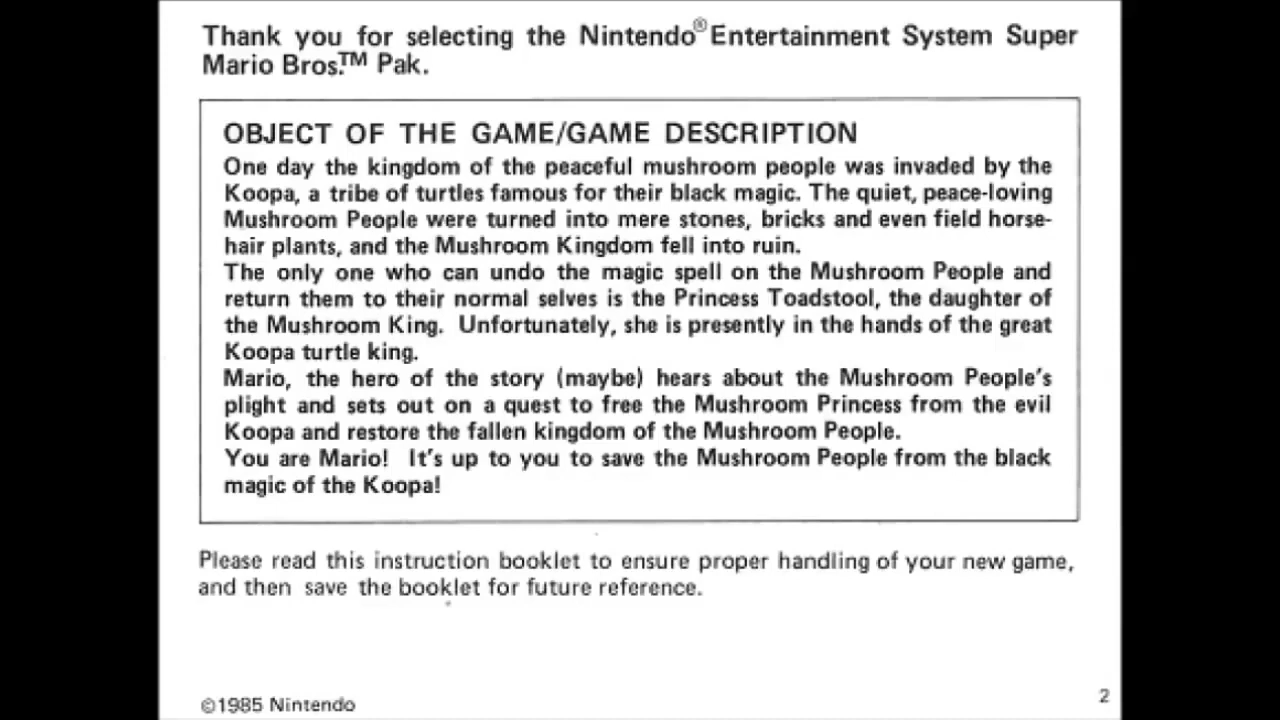 Thank you for selecting the Nintendo® Entertainment System Super
Mario Bros.™ Pak.
OBJECT OF THE GAME/GAME DESCRIPTION
One day the kingdom of the peaceful mushroom people was invaded by the
Koopa, a tribe of turtles famous for their black magic. The quiet, peace-loving
Mushroom People were turned into mere stones, bricks and even field horse-
hair plants, and the Mushroom Kingdom fell into ruin.
The only one who can undo the magic spell on the Mushroom People and
return them to their normal selves is the Princess Toadstool, the daughter of
the Mushroom King. Unfortunately, she is presently in the hands of the great
Koopa turtle king.
Mario, the hero of the story (maybe) hears about the Mushroom People's
plight and sets out on a quest to free the Mushroom Princess from the evil
Koopa and restore the fallen kingdom of the Mushroom People.
You are Mario! It's up to you to save the Mushroom People from the black
magic of the Koopa!
Please read this instruction booklet to ensure proper handling of your new game,
and then save the booklet for future reference.
©1985 Nintendo
2